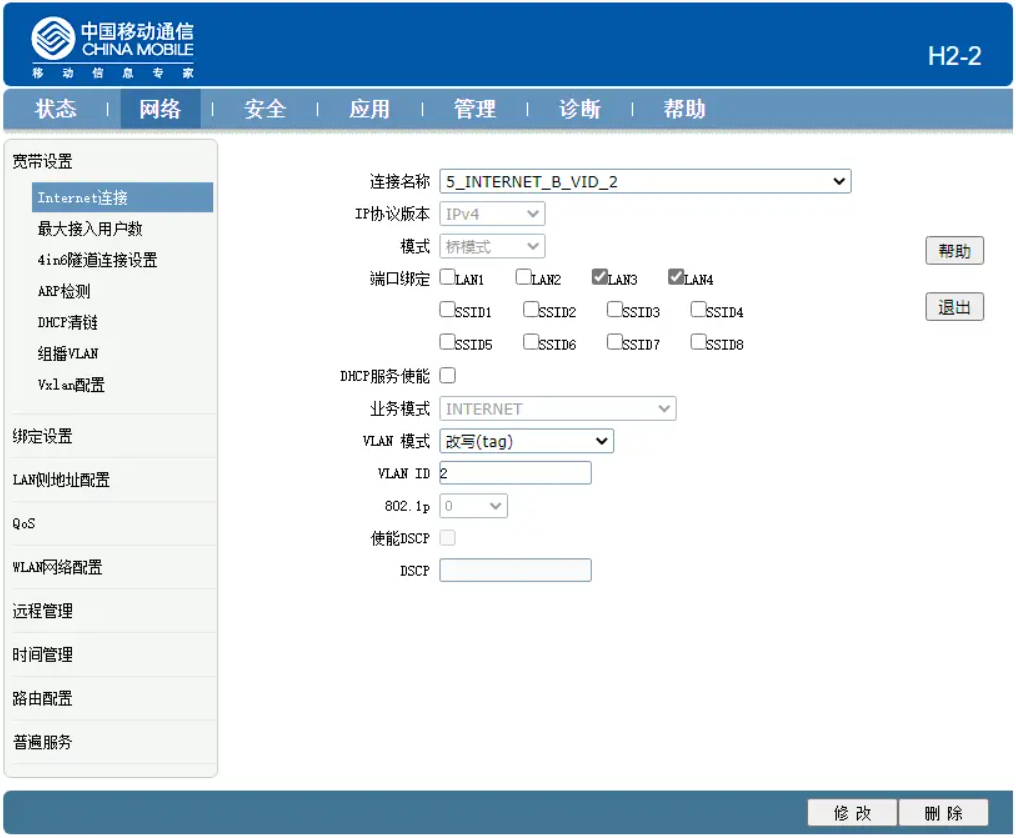 中国移动通信
CHINA MOBILE
移动信息专家
H2-2
状态 网络 安全 应用 管理 诊断 帮助
宽带设置
Internet连接
最大接入用户数
4in6隧道连接设置
ARP检测
DHCP清链
组播VLAN
Vxlan配置
绑定设置
LAN侧地址配置
QoS
WLAN网络配置
远程管理
时间管理
路由配置
普遍服务
连接名称 5_INTERNET_B_VID_2
IP协议版本 IPv4
模式 桥模式
端口绑定 LAN1 LAN2 LAN3 LAN4
SSID1 SSID2 SSID3 SSID4
SSID5 SSID6 SSID7 SSID8
DHCP服务使能
业务模式 INTERNET
VLAN 模式 改写(tag)
VLAN ID 2
802.1p 0
使能DSCP
DSCP
帮助
退出
修改 删除